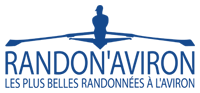 RANDON'AVIRON
LES PLUS BELLES RANDONNÉES À L'AVIRON